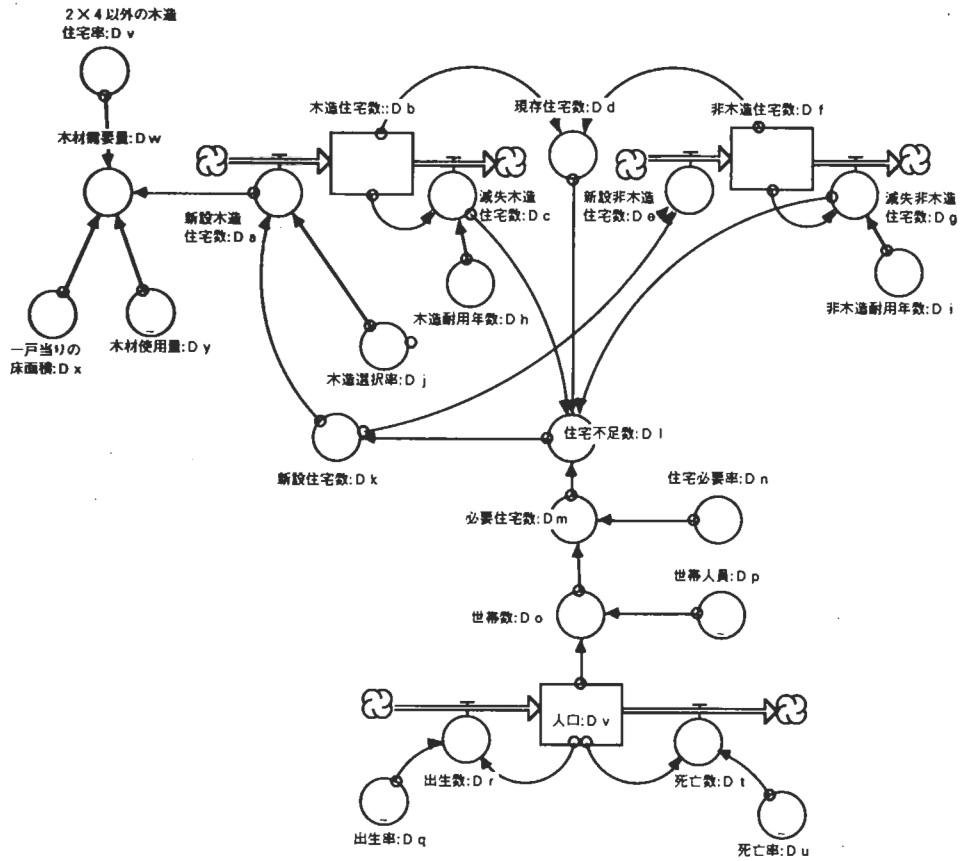 2×4以外の木造
住宅率:Dv
木材需要量:Dw
木造住宅数::Db
現存住宅数:Dd
非木造住宅数:Df
新設木造
住宅数:Da
減失木造
住宅数:Dc
新設非木造
住宅数:De
減失非木造
住宅数:Dg
一戸当りの
床面積:Dx
木材使用量:Dy
木造耐用年数:Dh
非木造耐用年数:Di
木造選択率:Dj
新設住宅数:Dk
住宅不足数:Dl
必要住宅数:Dm
住宅必要率:Dn
世帯数:Do
世帯人員:Dp
人口:Dv
出生数:Dr
死亡数:Dt
出生率:Dq
死亡率:Du